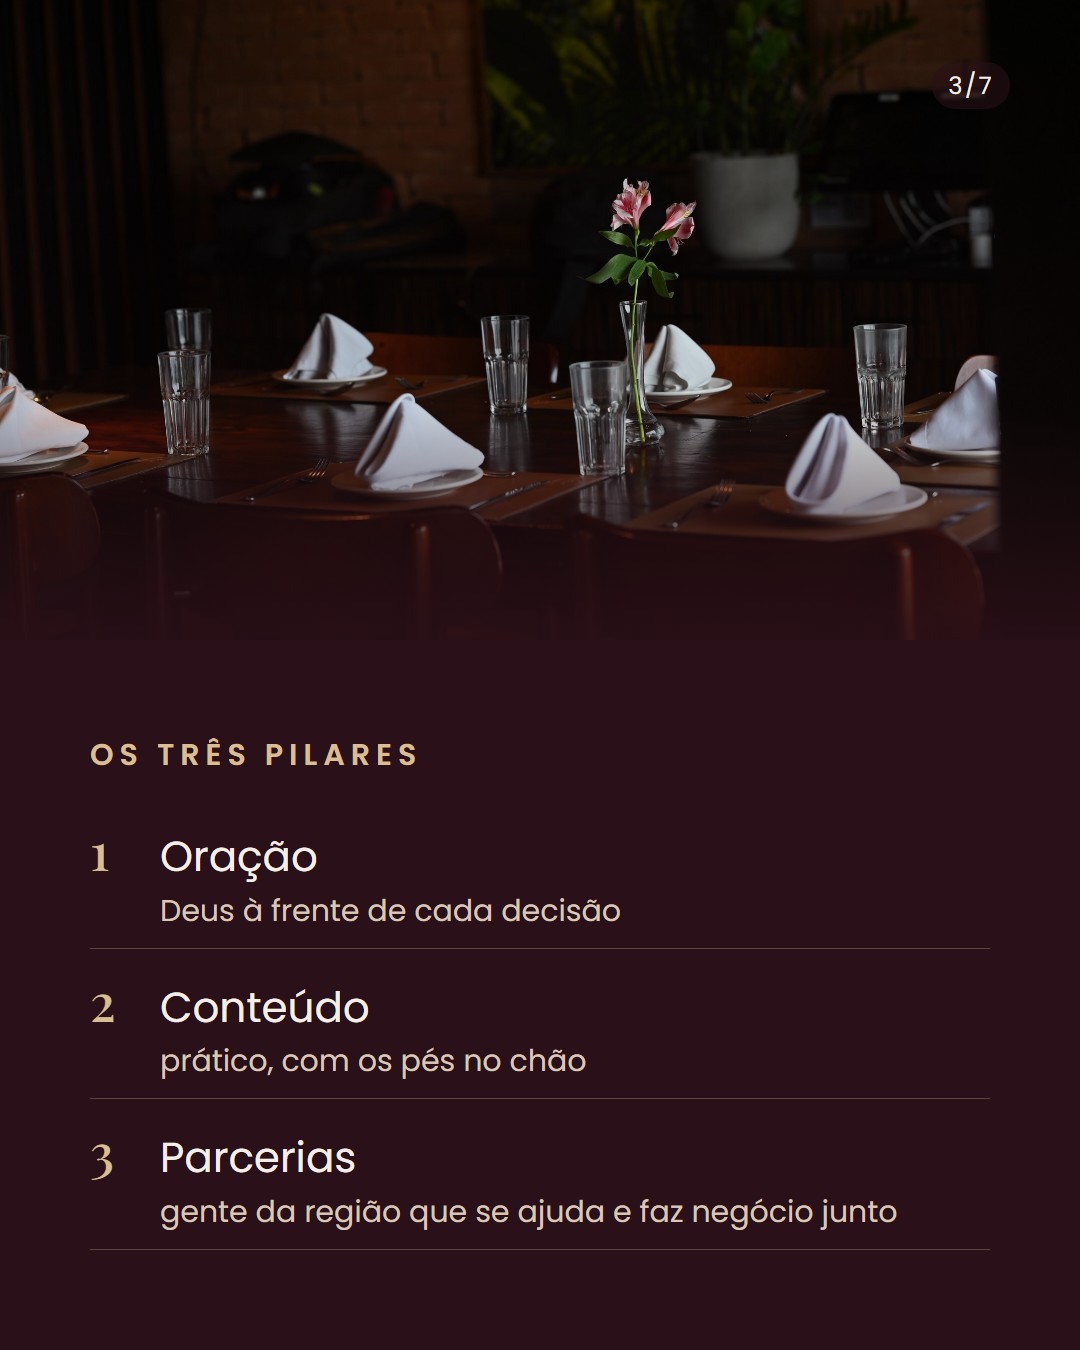 3/7
OS TRÊS PILARES
1 Oração
Deus à frente de cada decisão
2 Conteúdo
prático, com os pés no chão
3 Parcerias
gente da região que se ajuda e faz negócio junto